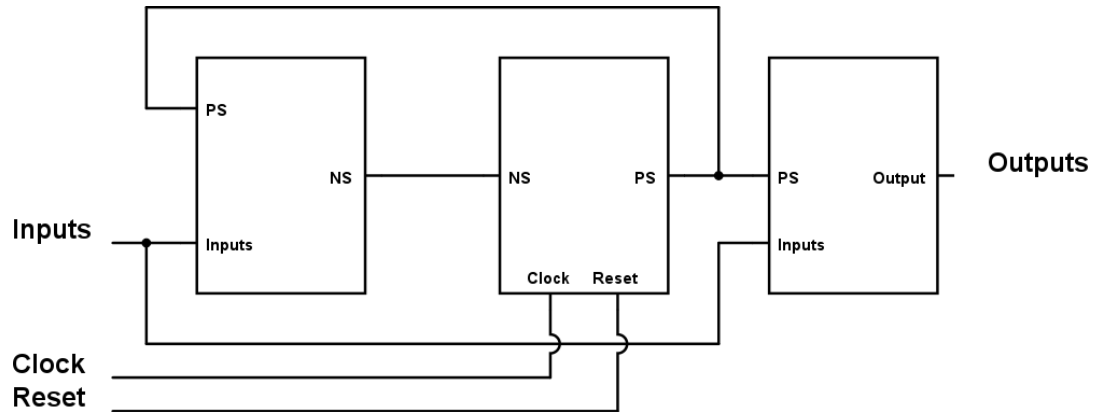 PS
NS
Inputs
NS
PS
Clock Reset
PS
Output
Inputs
Outputs
Inputs
Clock
Reset